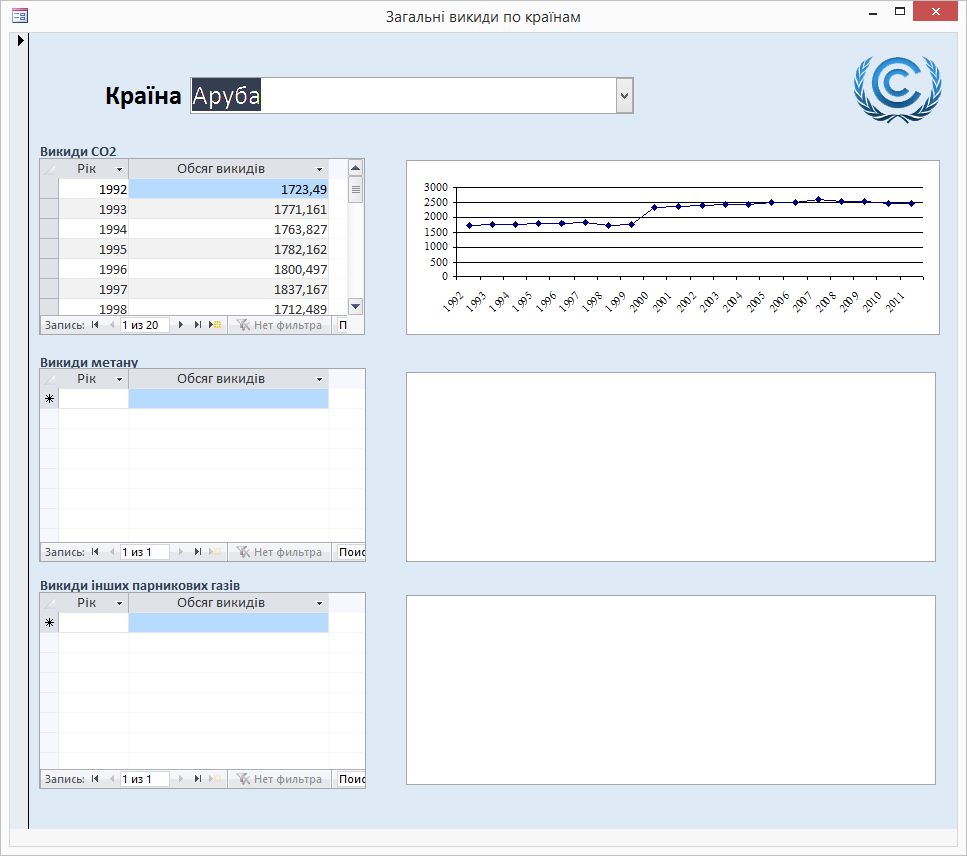 Загальні викиди по країнам
Країна Аруба
Викиди CO2
Рік Обсяг викидів
1992 1723,49
1993 1771,161
1994 1763,827
1995 1782,162
1996 1800,497
1997 1837,167
1998 1712,489
Запись: 1 из 20 Нет фильтра П
3000
2500
2000
1500
1000
500
0
1992 1993 1994 1995 1996 1997 1998 1999 2000 2001 2002 2003 2004 2005 2006 2007 2008 2009 2010 2011
Викиди метану
Рік Обсяг викидів
Запись: 1 из 1 Нет фильтра Поис
Викиди інших парникових газів
Рік Обсяг викидів
Запись: 1 из 1 Нет фильтра Поис